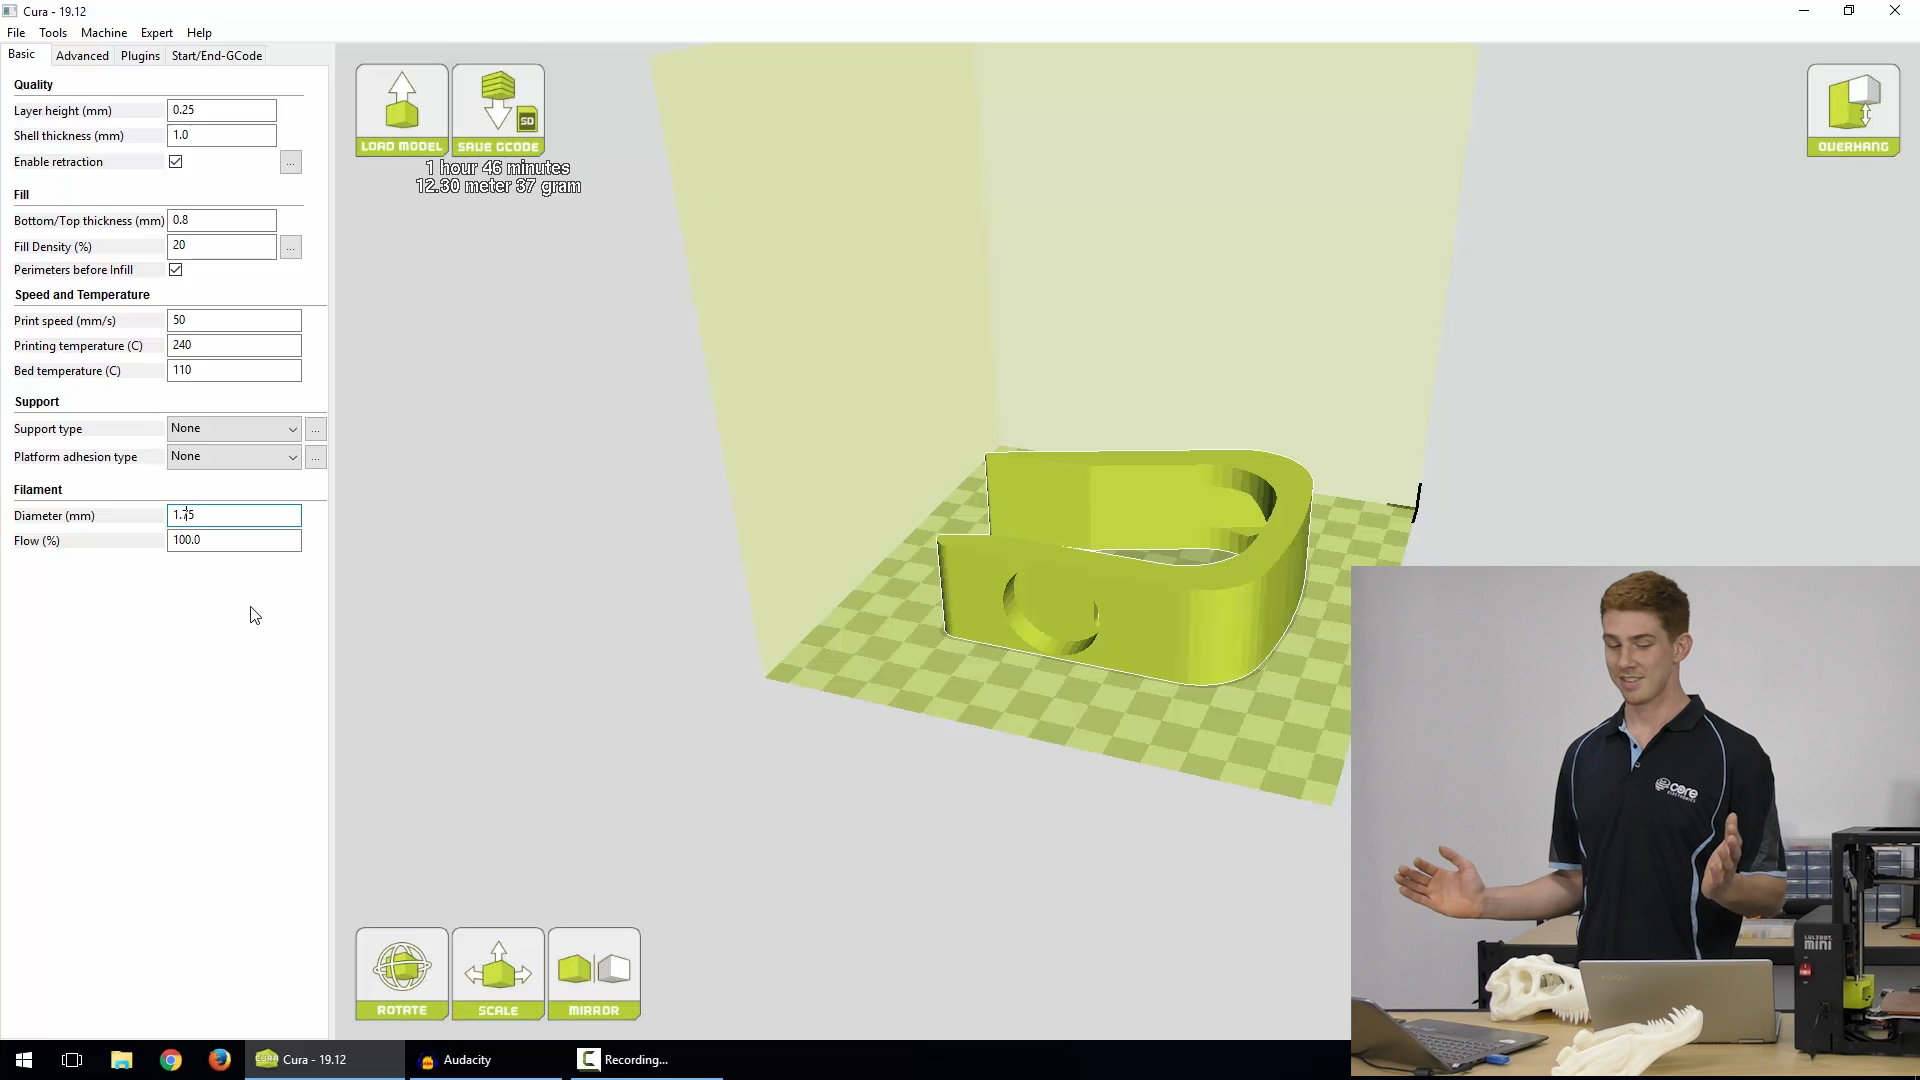 Cura - 19.12
File Tools Machine Expert Help
Basic Advanced Plugins Start/End-GCode
Quality
Layer height (mm) 0.25
Shell thickness (mm) 1.0
Enable retraction ...
Fill
Bottom/Top thickness (mm) 0.8
Fill Density (%) 20 ...
Perimeters before Infill
Speed and Temperature
Print speed (mm/s) 50
Printing temperature (C) 240
Bed temperature (C) 110
Support
Support type None ...
Platform adhesion type None ...
Filament
Diameter (mm) 1.75
Flow (%) 100.0
LOAD MODEL
SD
SAVE GCODE
1 hour 46 minutes
12.30 meter 37 gram
OVERHANG
ROTATE
SCALE
MIRROR
core
ELECTRONICS
LULZBOT
MINI
YOGA
CURA
Cura - 19.12
Audacity
C
Recording...